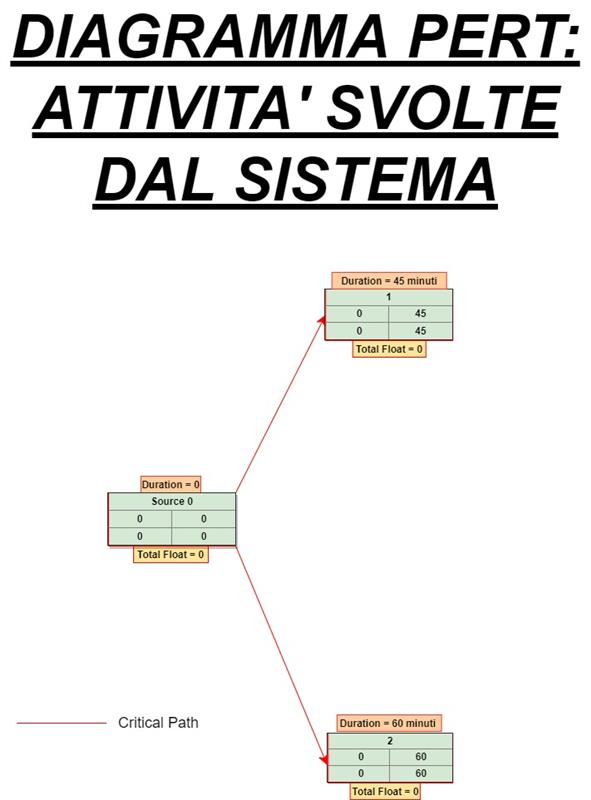 DIAGRAMMA PERT:
ATTIVITA' SVOLTE
DAL SISTEMA
Duration = 45 minuti
1
0 45
0 45
Total Float = 0
Duration = 0
Source 0
0 0
0 0
Total Float = 0
Critical Path
Duration = 60 minuti
2
0 60
0 60
Total Float = 0